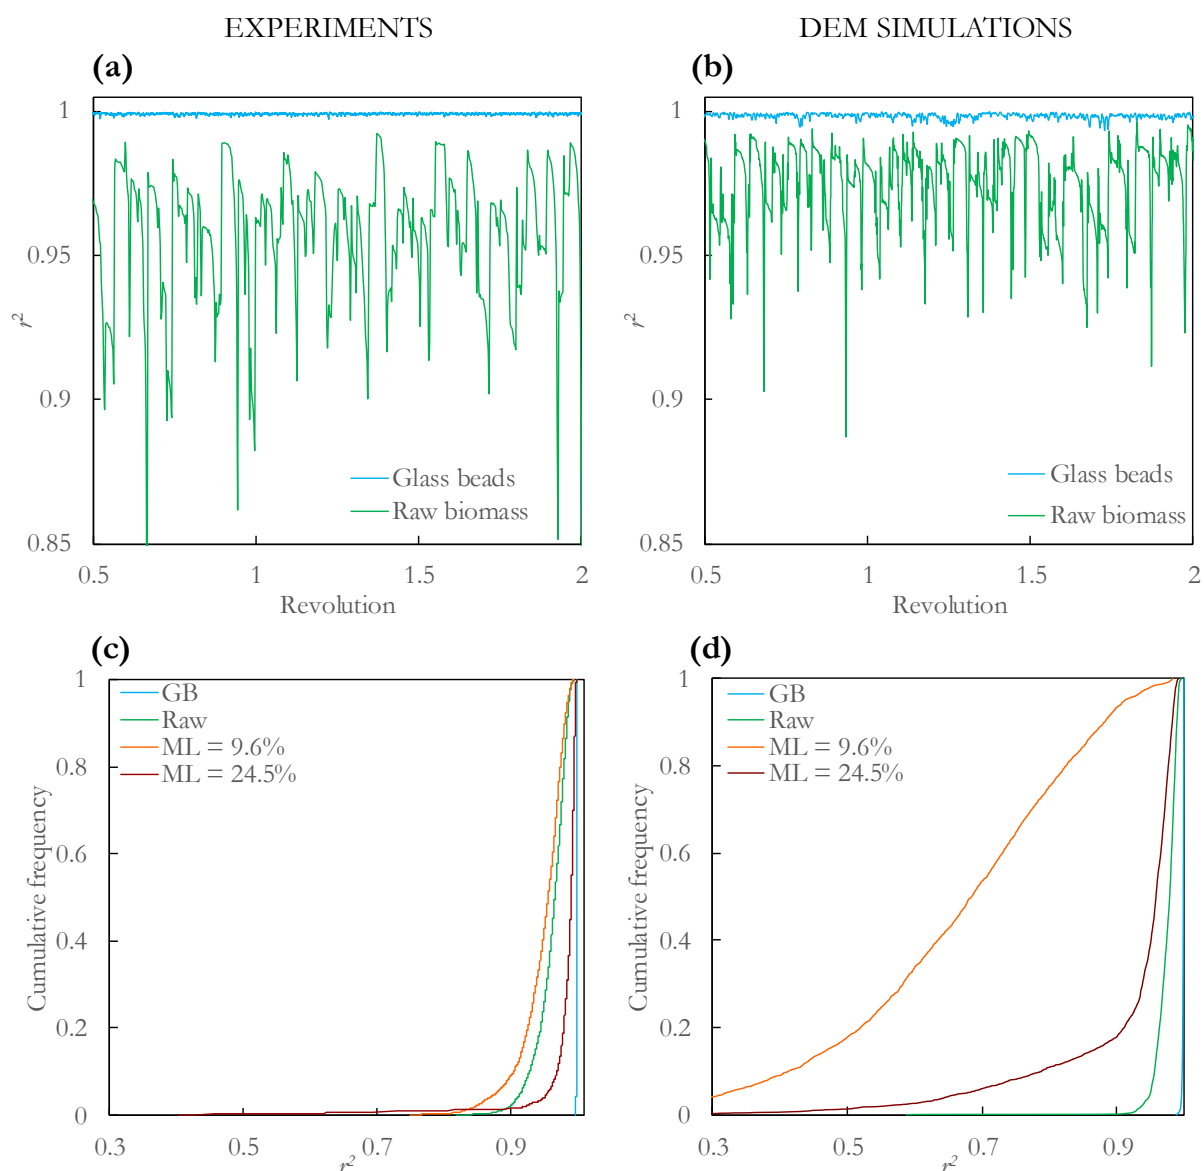 EXPERIMENTS
DEM SIMULATIONS
(a)
1
0.95
0.9
0.85
r²
0.5
1
1.5
2
Revolution
Glass beads
Raw biomass
(b)
1
0.95
0.9
0.85
r²
0.5
1
1.5
2
Revolution
Glass beads
Raw biomass
(c)
1
0.8
0.6
0.4
0.2
0
Cumulative frequency
GB
Raw
ML = 9.6%
ML = 24.5%
0.3
0.5
0.7
0.9
r²
(d)
1
0.8
0.6
0.4
0.2
0
Cumulative frequency
GB
Raw
ML = 9.6%
ML = 24.5%
0.3
0.5
0.7
0.9
r²